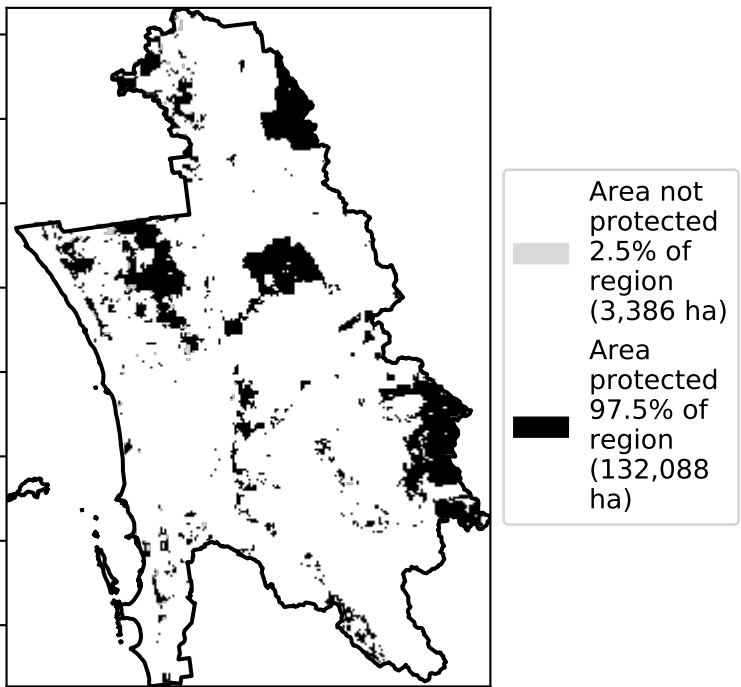 Area not
protected
2.5% of
region
(3,386 ha)
Area
protected
97.5% of
region
(132,088
ha)